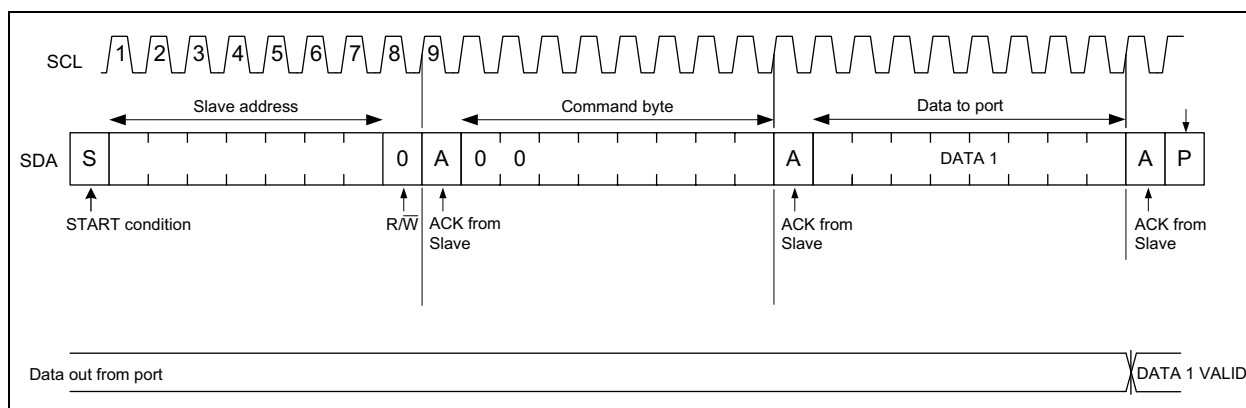 SCL 1 2 3 4 5 6 7 8 9
Slave address Command byte Data to port
SDA S 0 A 0 0 A DATA 1 A P
START condition R/W̅ ACK from Slave ACK from Slave ACK from Slave
Data out from port DATA 1 VALID